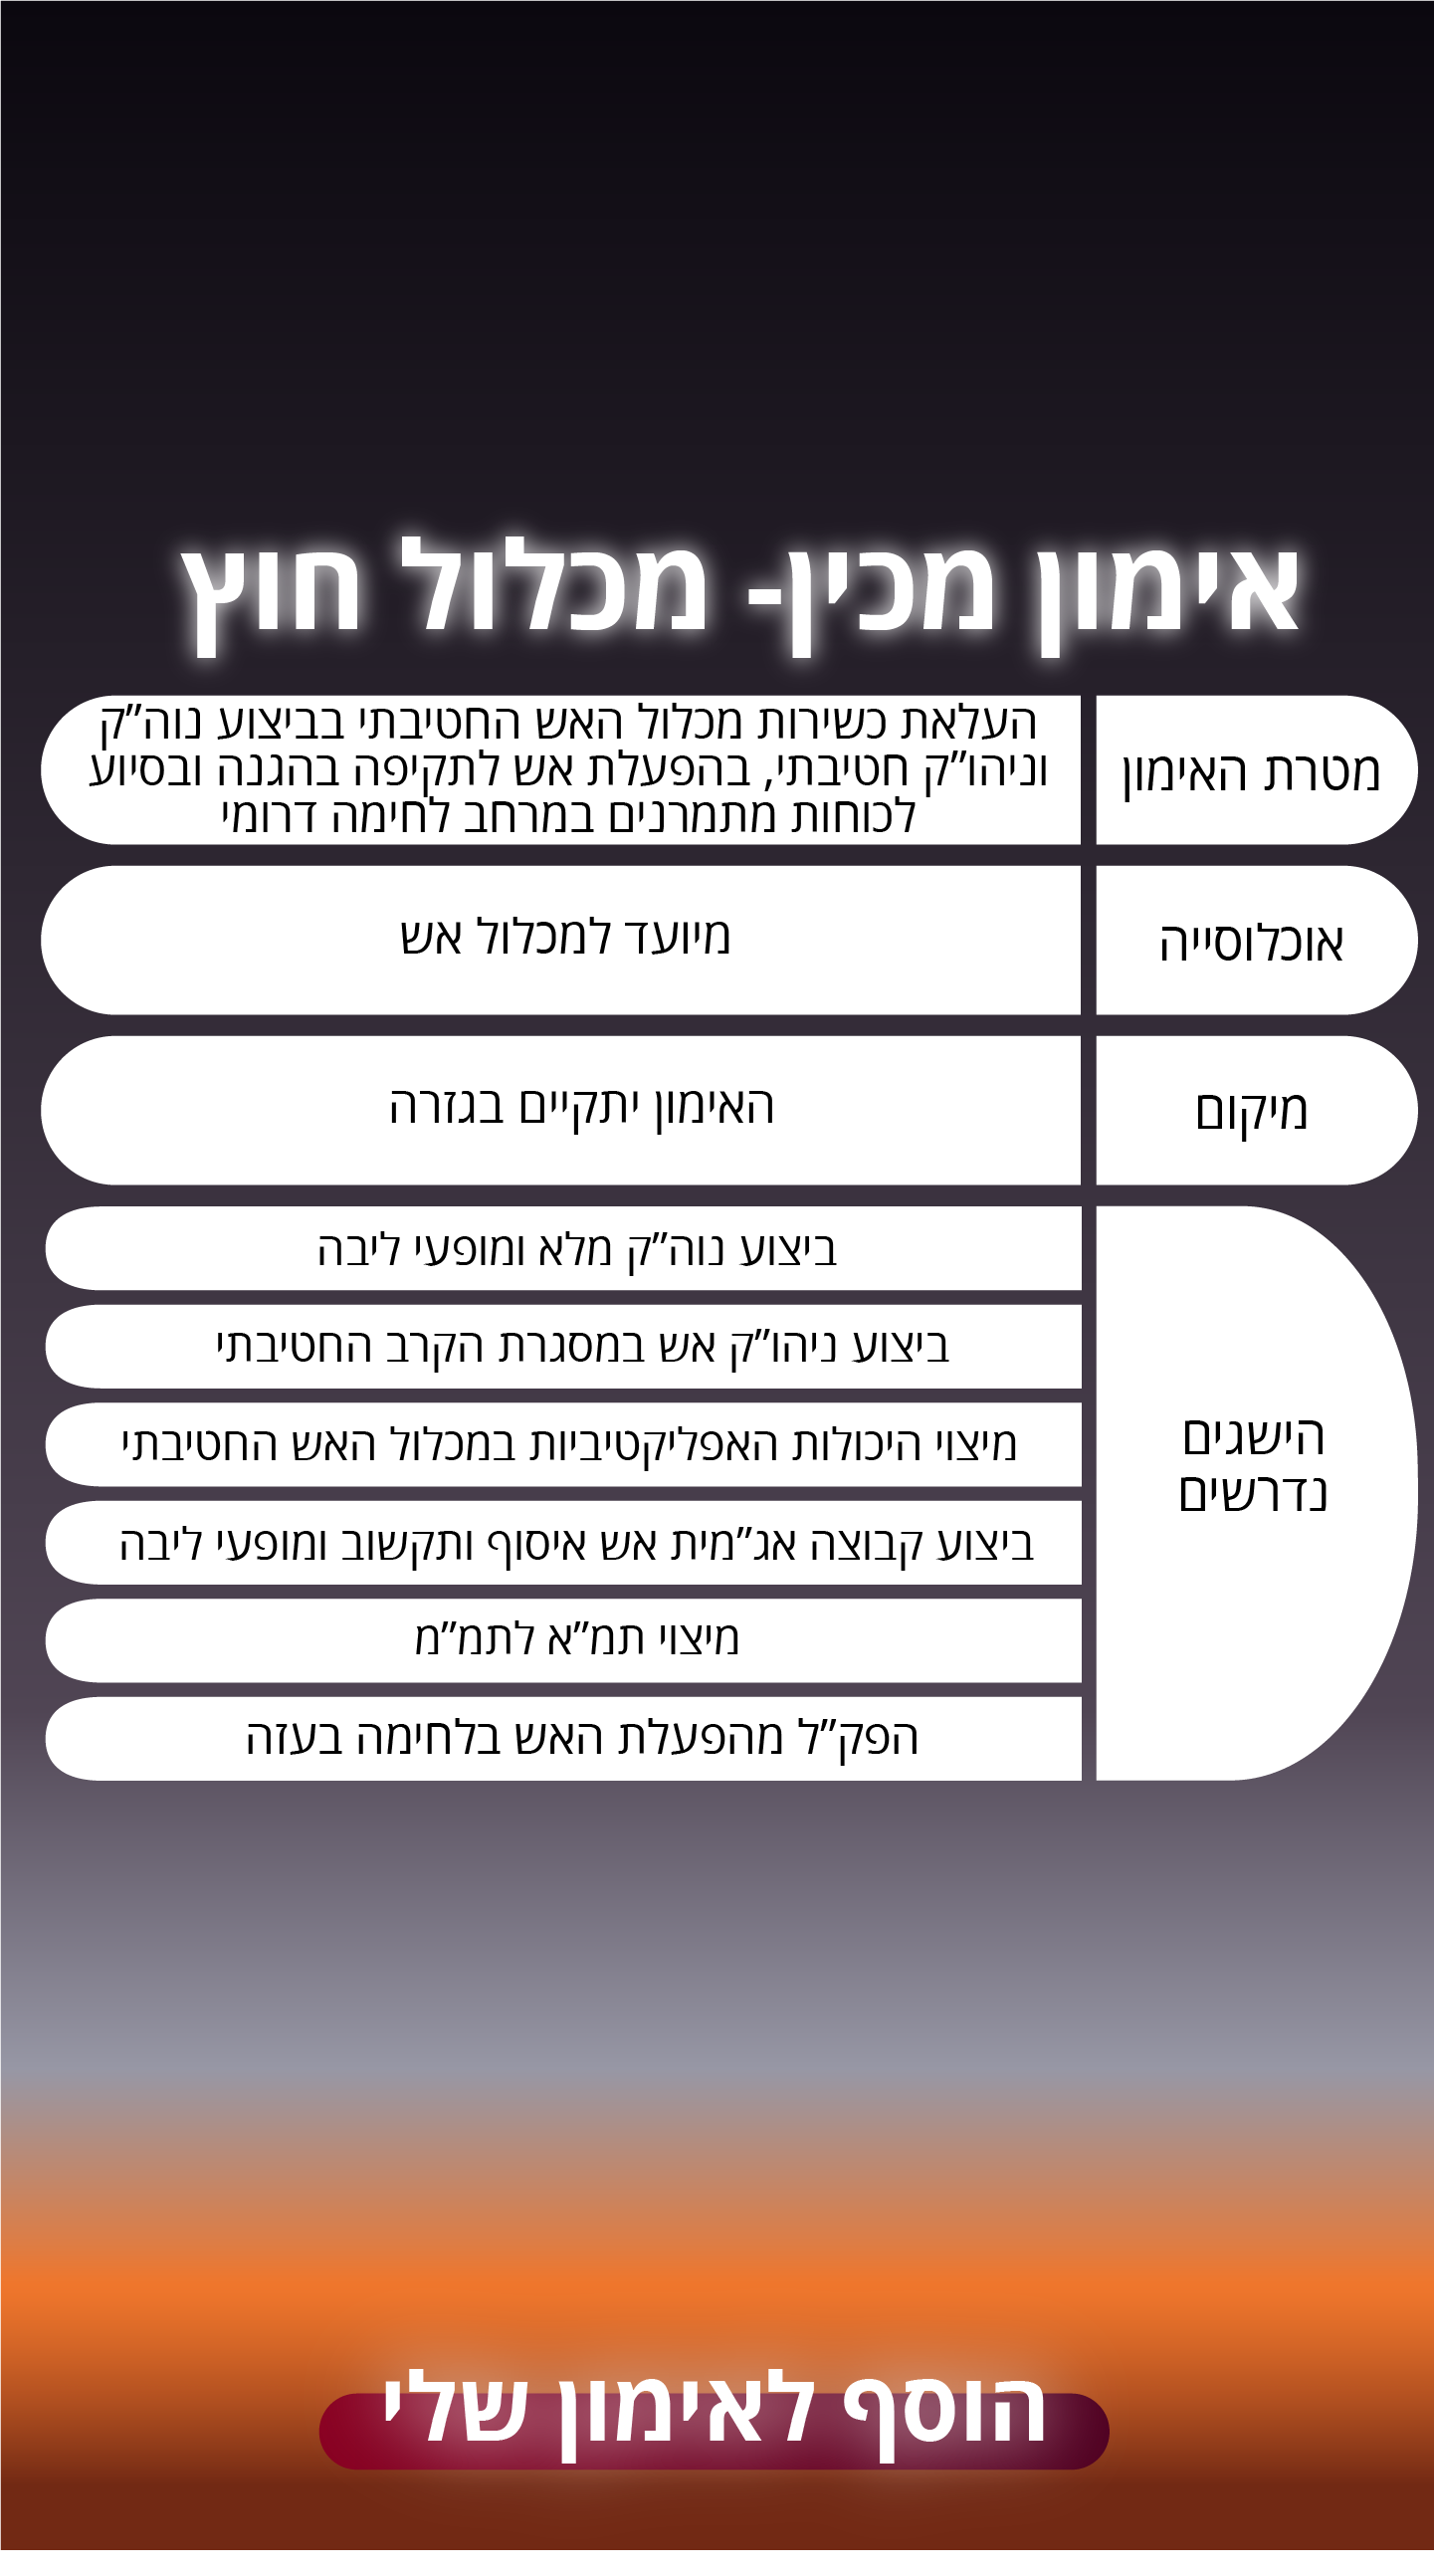 אימון מכין- מכלול חוץ
מטרת האימון
העלאת כשירות מכלול האש החטיבתי בביצוע נוה"ק
וניהו"ק חטיבתי, בהפעלת אש לתקיפה בהגנה ובסיוע
לכוחות מתמרנים במרחב לחימה דרומי
אוכלוסייה
מיועד למכלול אש
מיקום
האימון יתקיים בגזרה
הישגים
נדרשים
ביצוע נוה"ק מלא ומופעי ליבה
ביצוע ניהו"ק אש במסגרת הקרב החטיבתי
מיצוי היכולות האפליקטיביות במכלול האש החטיבתי
ביצוע קבוצה אג"מית אש איסוף ותקשוב ומופעי ליבה
מיצוי תמ"א לתמ"מ
הפק"ל מהפעלת האש בלחימה בעזה
הוסף לאימון שלי